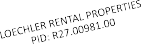 LOECHLER RENTAL PROPERTIES
PID: R27.00981.00